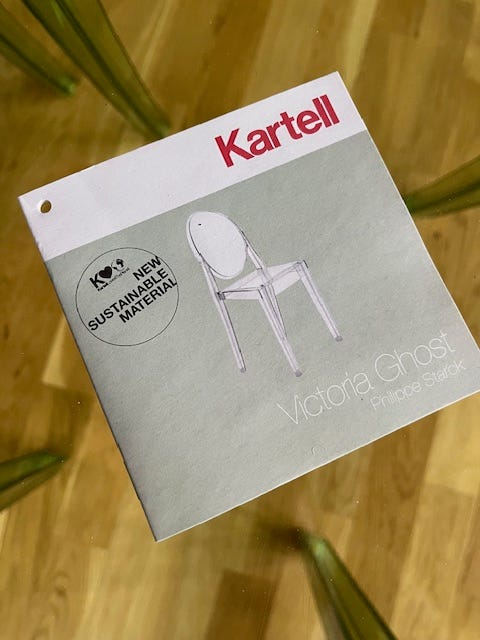 Kartell
NEW
SUSTAINABLE
MATERIAL
Victoria Ghost
Philippe Starck